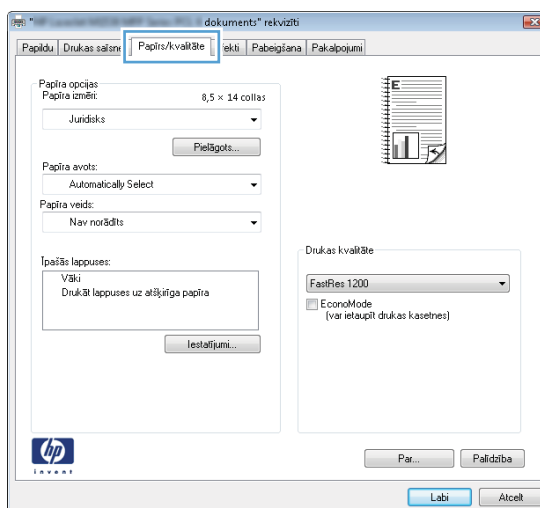 dokuments" rekvizīti
Papildu Drukas saīsne Papīrs/kvalitāte ekti Pabeigšana Pakalpojumi
Papīra opcijas
Papīra izmēri: 8,5 × 14 collas
Juridisks
Pielāgots...
Papīra avots:
Automatically Select
Papīra veids:
Nav norādīts
Īpašās lappuses:
Vāki
Drukāt lappuses uz atšķirīga papīra
Iestatījumi...
E
Drukas kvalitāte
FastRes 1200
EconoMode
(var ietaupīt drukas kasetnes)
hp
invent
Par... Palīdzība
Labi Atcelt